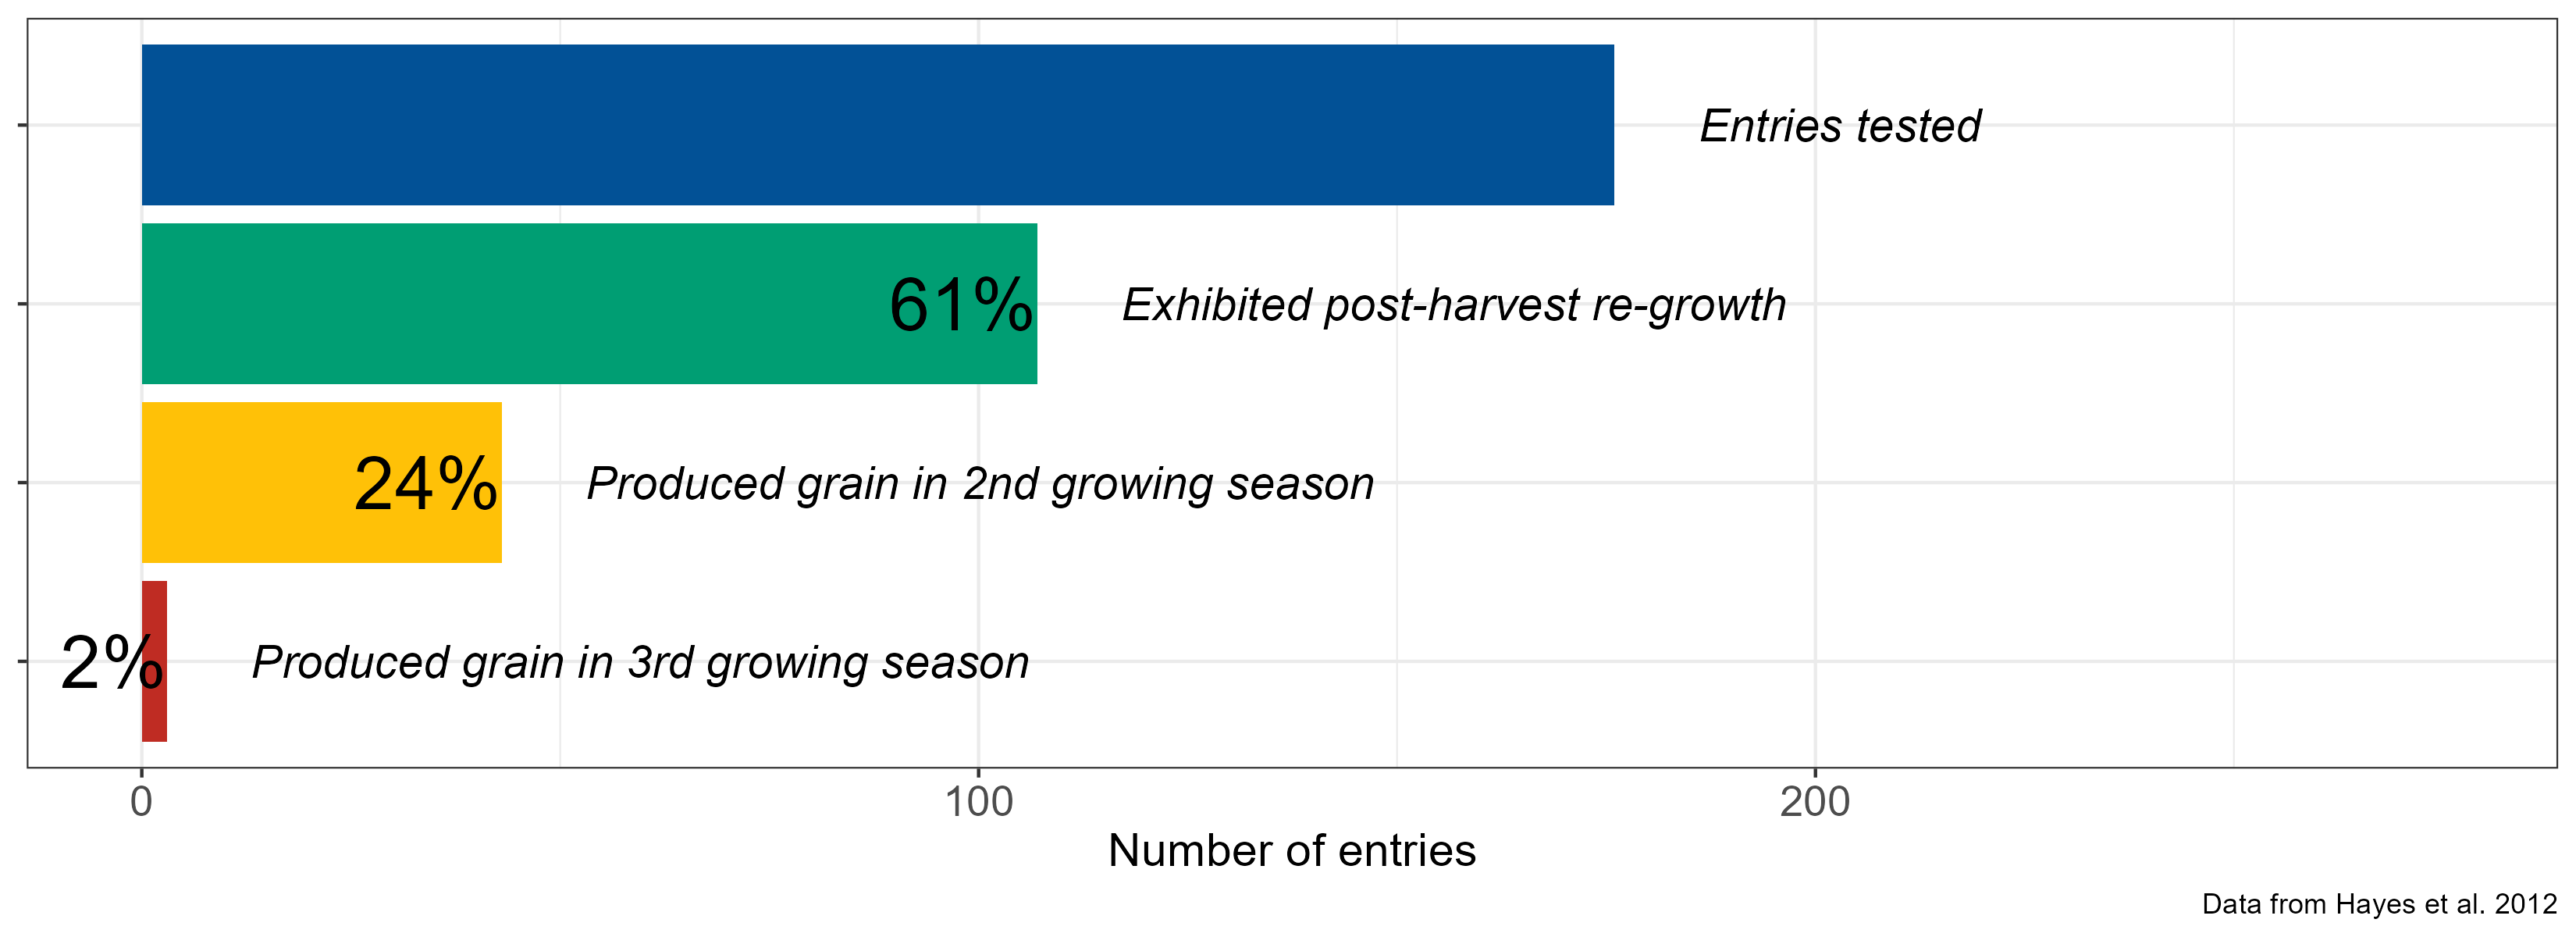 Entries tested
61% Exhibited post-harvest re-growth
24% Produced grain in 2nd growing season
2% Produced grain in 3rd growing season
0 100 200
Number of entries
Data from Hayes et al. 2012